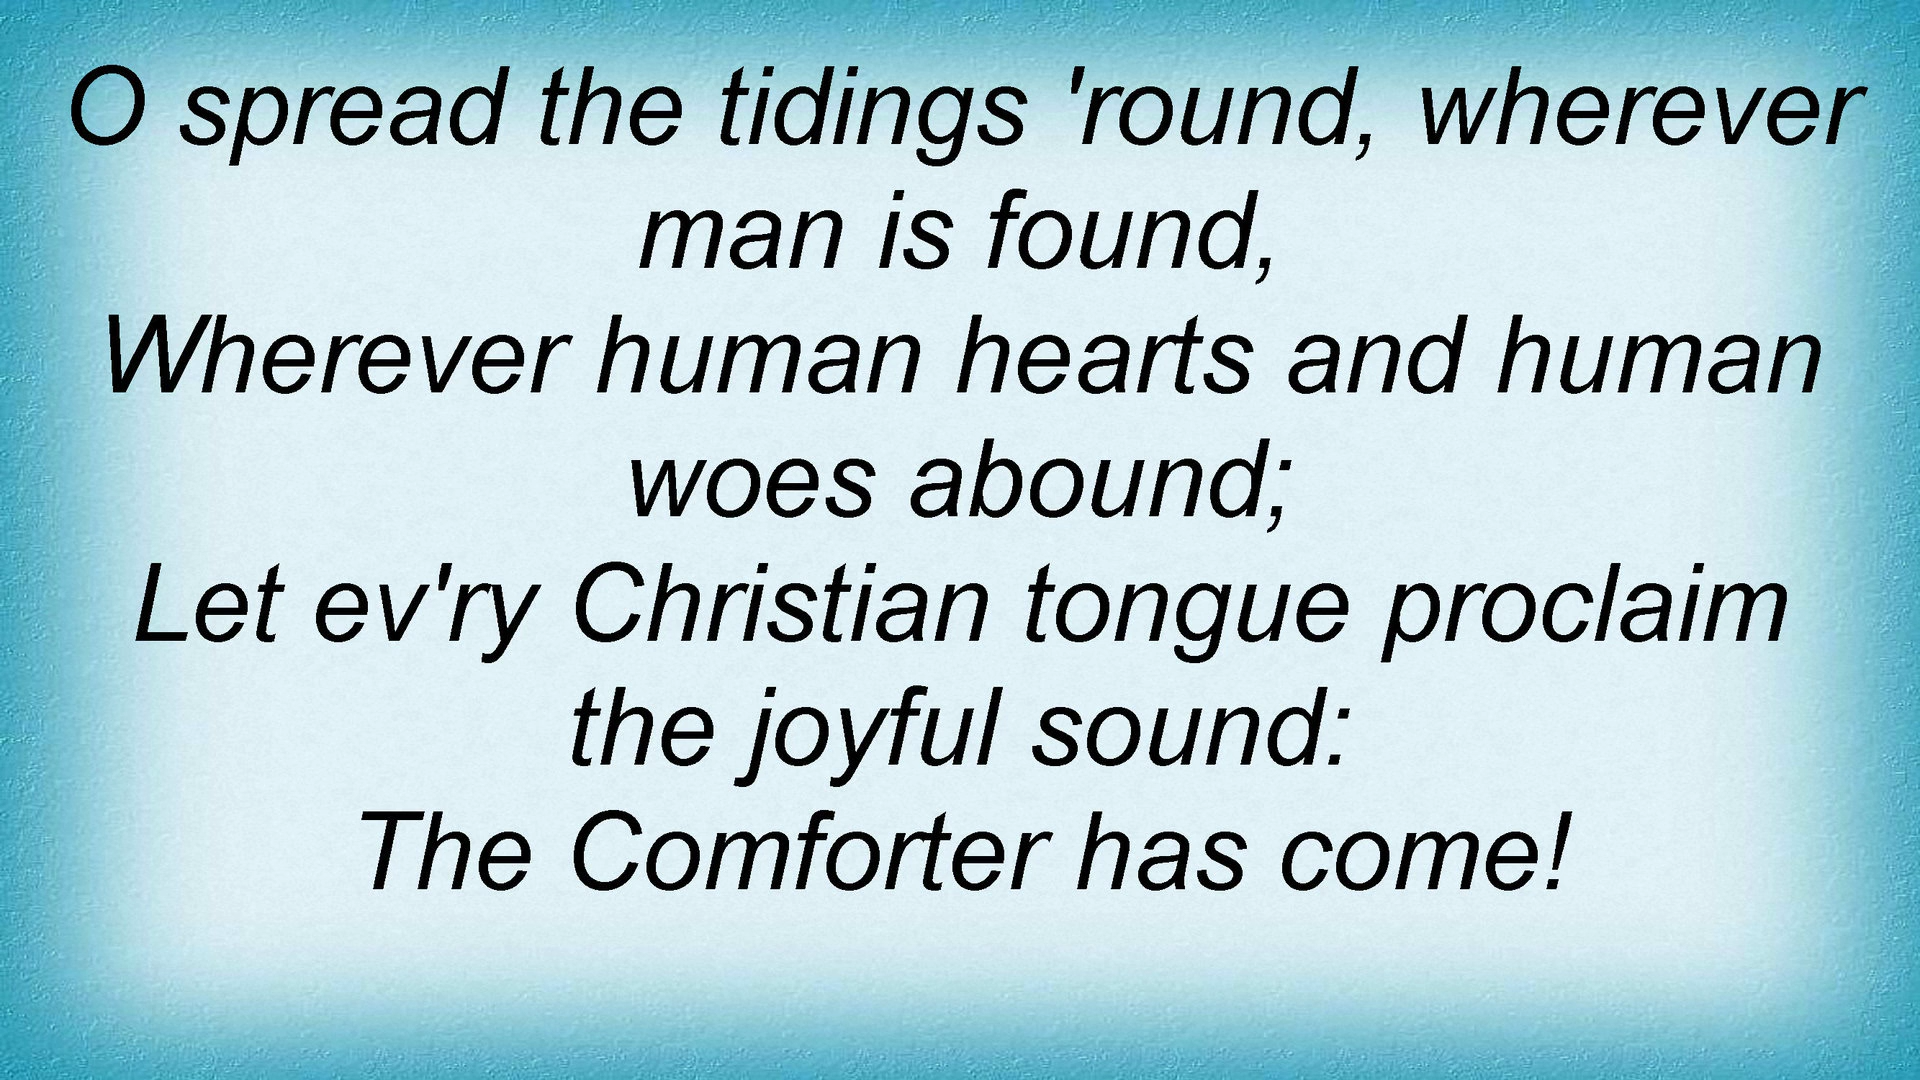 O spread the tidings 'round, wherever
man is found,
Wherever human hearts and human
woes abound;
Let ev'ry Christian tongue proclaim
the joyful sound:
The Comforter has come!